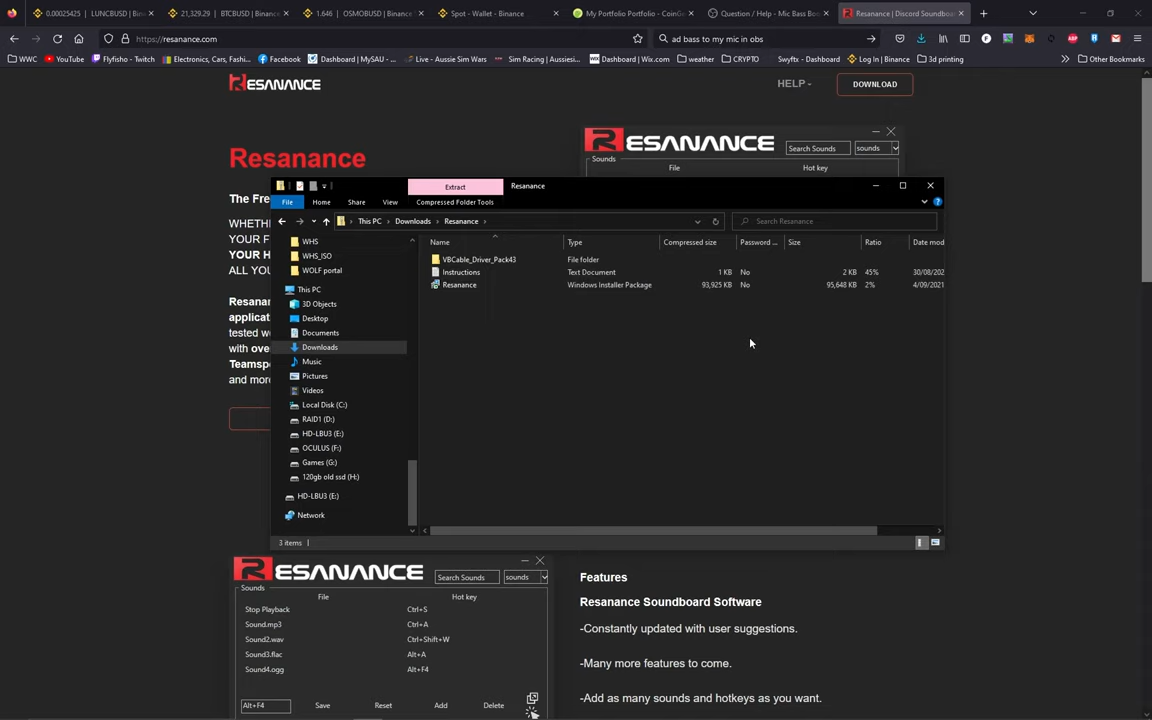 0.00025425 | LUNCBUSD | Bin
21,329.29 | BTCBUSD | Binanc
1.646 | OSMOBUSD | Binance
Spot - Wallet - Binance
My Portfolio Portfolio - CoinG
Question / Help - Mic Bass Bo
Resanance | Discord Soundboa
https://resanance.com
ad bass to my mic in obs
WWC
YouTube
Flyfisho - Twitch
Electronics, Cars, Fashi...
Facebook
Dashboard | MySAU - ...
Live - Aussie Sim Wars
Sim Racing | Aussiesi...
Dashboard | Wix.com
weather
CRYPTO
Swyftx - Dashboard
Log In | Binance
3d printing
Other Bookmarks
RESANANCE
HELP
DOWNLOAD
Resanance
The Fre
WHETH
YOUR F
YOUR H
ALL YOU
Resanan
applicat
tested w
with ove
Teamsp
and mor
RESANANCE
Search Sounds
sounds
Sounds
File
Hot key
Extract
Resanance
File
Home
Share
View
Compressed Folder Tools
This PC
Downloads
Resanance
Search Resanance
Name
Type
Compressed size
Password ...
Size
Ratio
Date mod
VBCable_Driver_Pack43
File folder
Instructions
Text Document
1 KB
No
2 KB
45%
30/08/202
Resanance
Windows Installer Package
93,925 KB
No
95,648 KB
2%
4/09/2021
WHS
WHS_ISO
WOLF portal
This PC
3D Objects
Desktop
Documents
Downloads
Music
Pictures
Videos
Local Disk (C:)
RAID1 (D:)
HD-LBU3 (E:)
OCULUS (F:)
Games (G:)
120gb old ssd (H:)
HD-LBU3 (E:)
Network
3 items
RESANANCE
Search Sounds
sounds
Sounds
File
Hot key
Stop Playback
Ctrl+S
Sound.mp3
Ctrl+A
Sound2.wav
Ctrl+Shift+W
Sound3.flac
Alt+A
Sound4.ogg
Alt+F4
Alt+F4
Save
Reset
Add
Delete
Features
Resanance Soundboard Software
-Constantly updated with user suggestions.
-Many more features to come.
-Add as many sounds and hotkeys as you want.